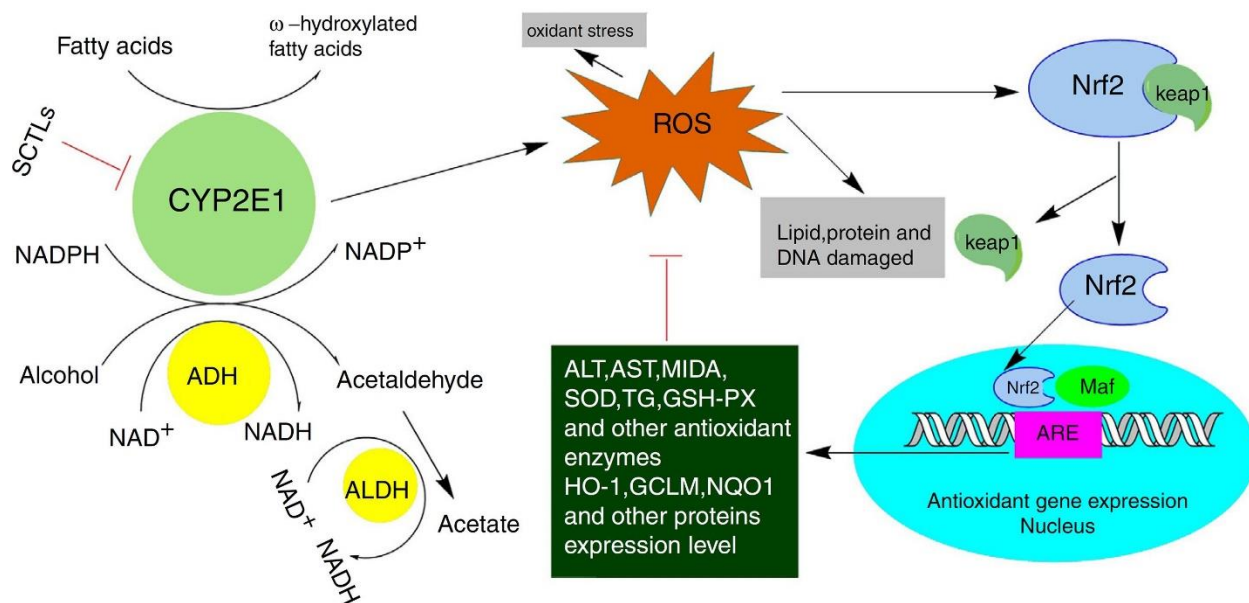 Fatty acids
ω –hydroxylated
fatty acids
SCTLs
CYP2E1
NADPH
NADP+
Alcohol
ADH
Acetaldehyde
NAD+
NADH
ALDH
NAD+
NADH
Acetate
oxidant stress
ROS
Lipid,protein and
DNA damaged
Nrf2
keap1
keap1
Nrf2
Nrf2
Maf
ARE
Antioxidant gene expression
Nucleus
ALT,AST,MIDA,
SOD,TG,GSH-PX
and other antioxidant
enzymes
HO-1,GCLM,NQO1
and other proteins
expression level